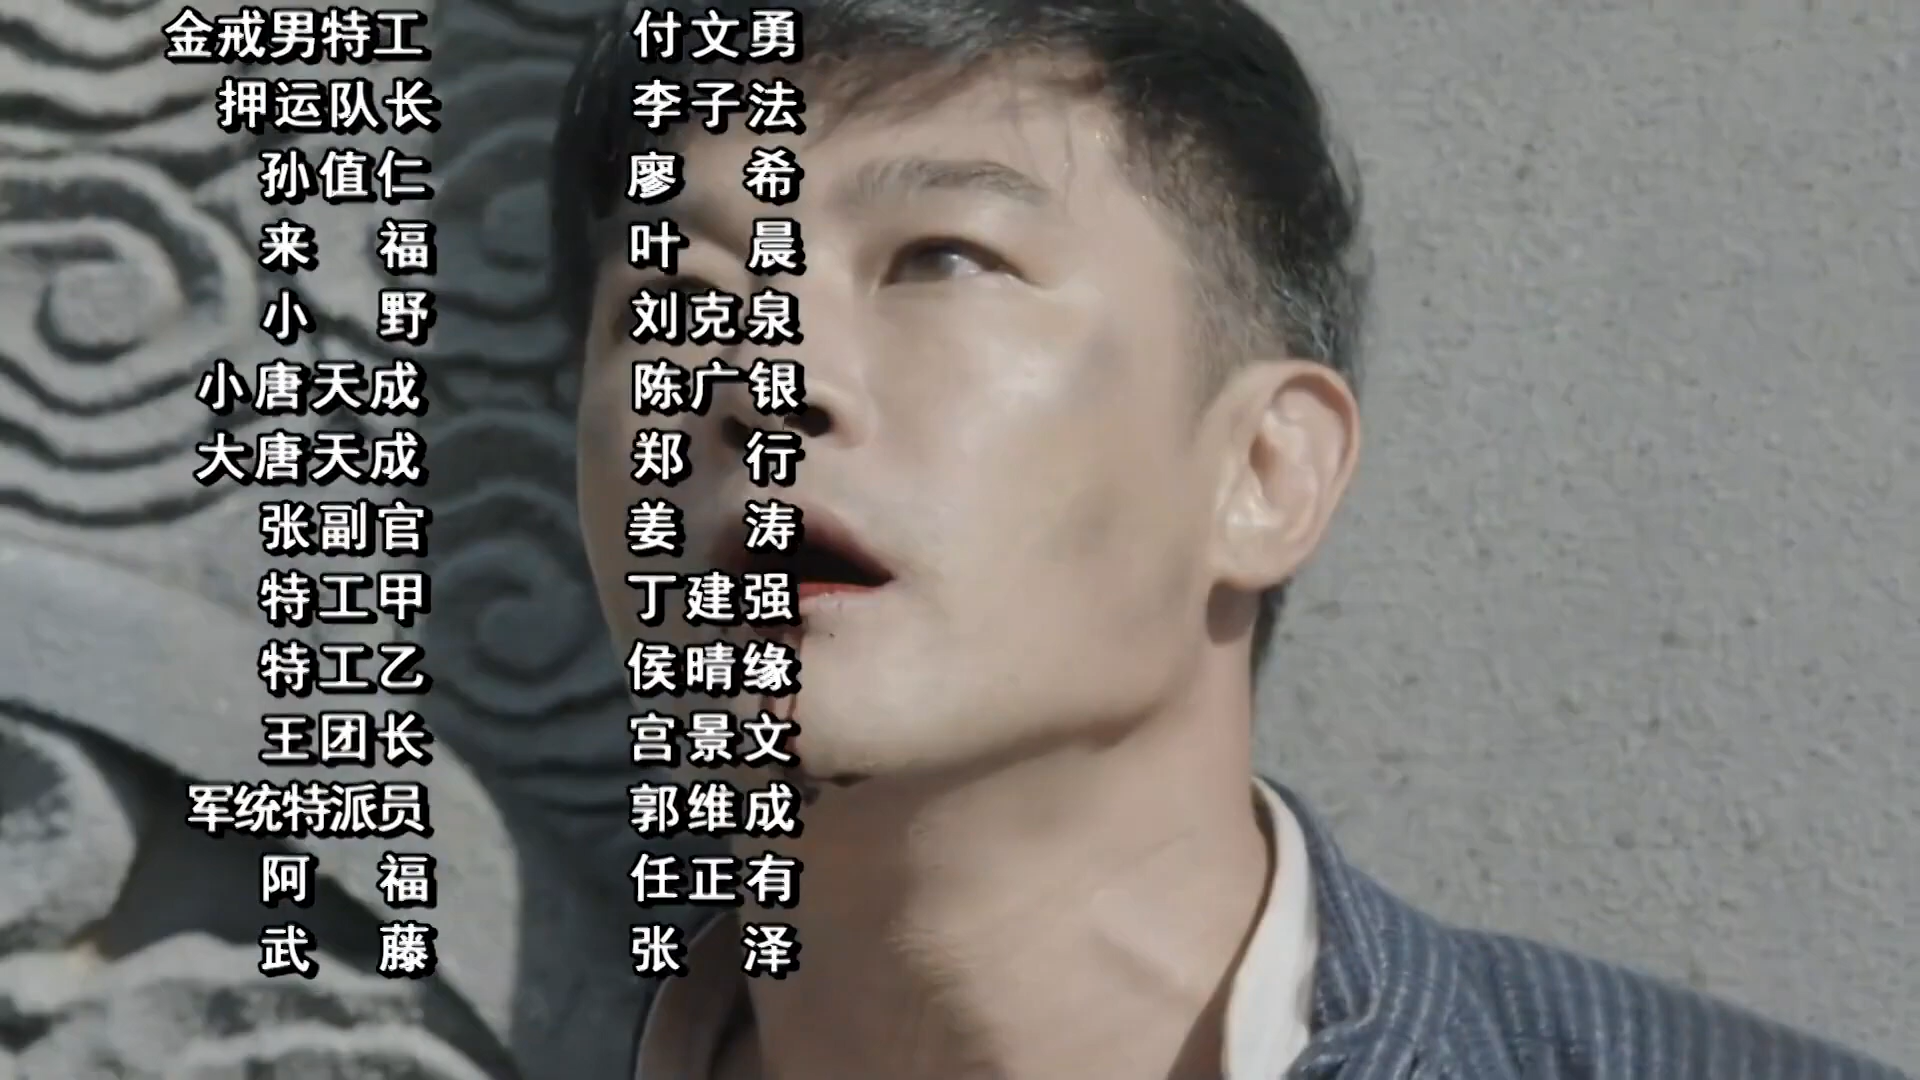 金戒男特工 付文勇
押运队长 李子法
孙值仁 廖希
来福 叶晨
小野 刘克泉
小唐天成 陈广银
大唐天成 郑行
张副官 姜涛
特工甲 丁建强
特工乙 侯晴缘
王团长 宫景文
军统特派员 郭维成
阿福 任正有
武藤 张泽